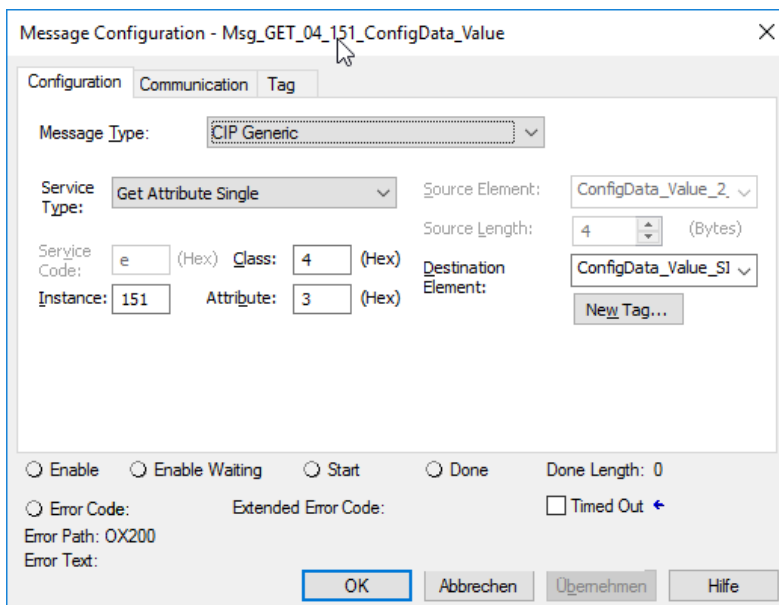 Message Configuration - Msg_GET_04_151_ConfigData_Value
Configuration Communication Tag
Message Type: CIP Generic
Service Type: Get Attribute Single
Source Element: ConfigData_Value_2_
Source Length: 4 (Bytes)
Service Code: e (Hex) Class: 4 (Hex)
Destination Element: ConfigData_Value_SI
Instance: 151 Attribute: 3 (Hex)
New Tag...
Enable Enable Waiting Start Done Done Length: 0
Error Code: Extended Error Code: Timed Out
Error Path: OX200
Error Text:
OK Abbrechen Übernehmen Hilfe